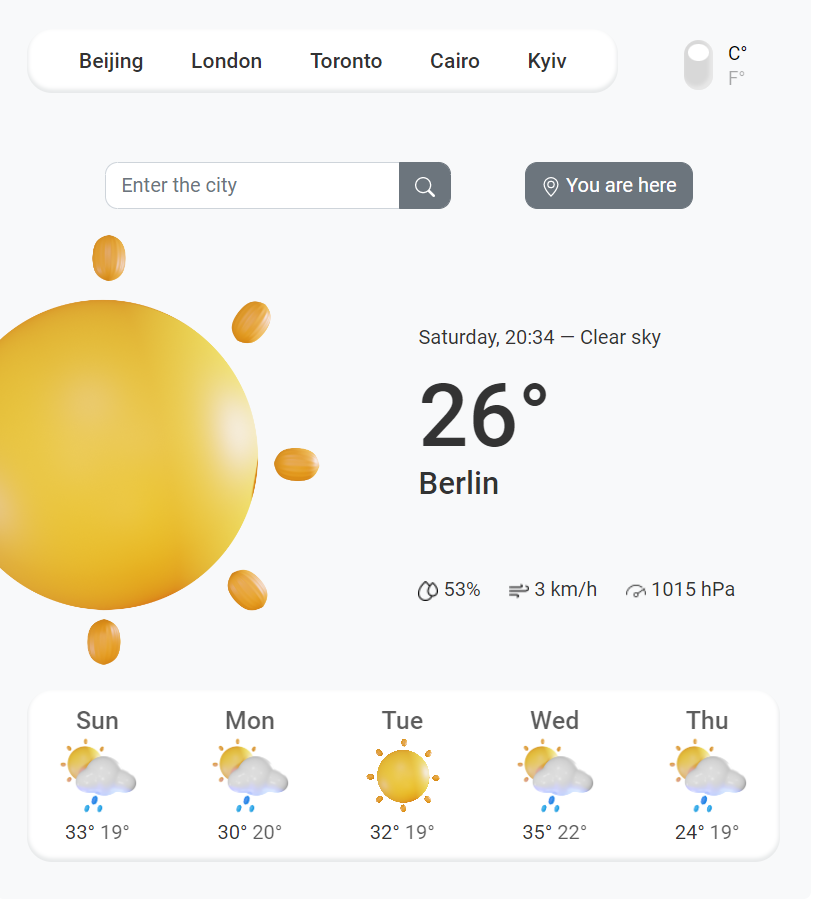 Beijing London Toronto Cairo Kyiv
C°
F°
Enter the city
You are here
Saturday, 20:34 — Clear sky
26°
Berlin
53% 3 km/h 1015 hPa
Sun Mon Tue Wed Thu
33° 19° 30° 20° 32° 19° 35° 22° 24° 19°